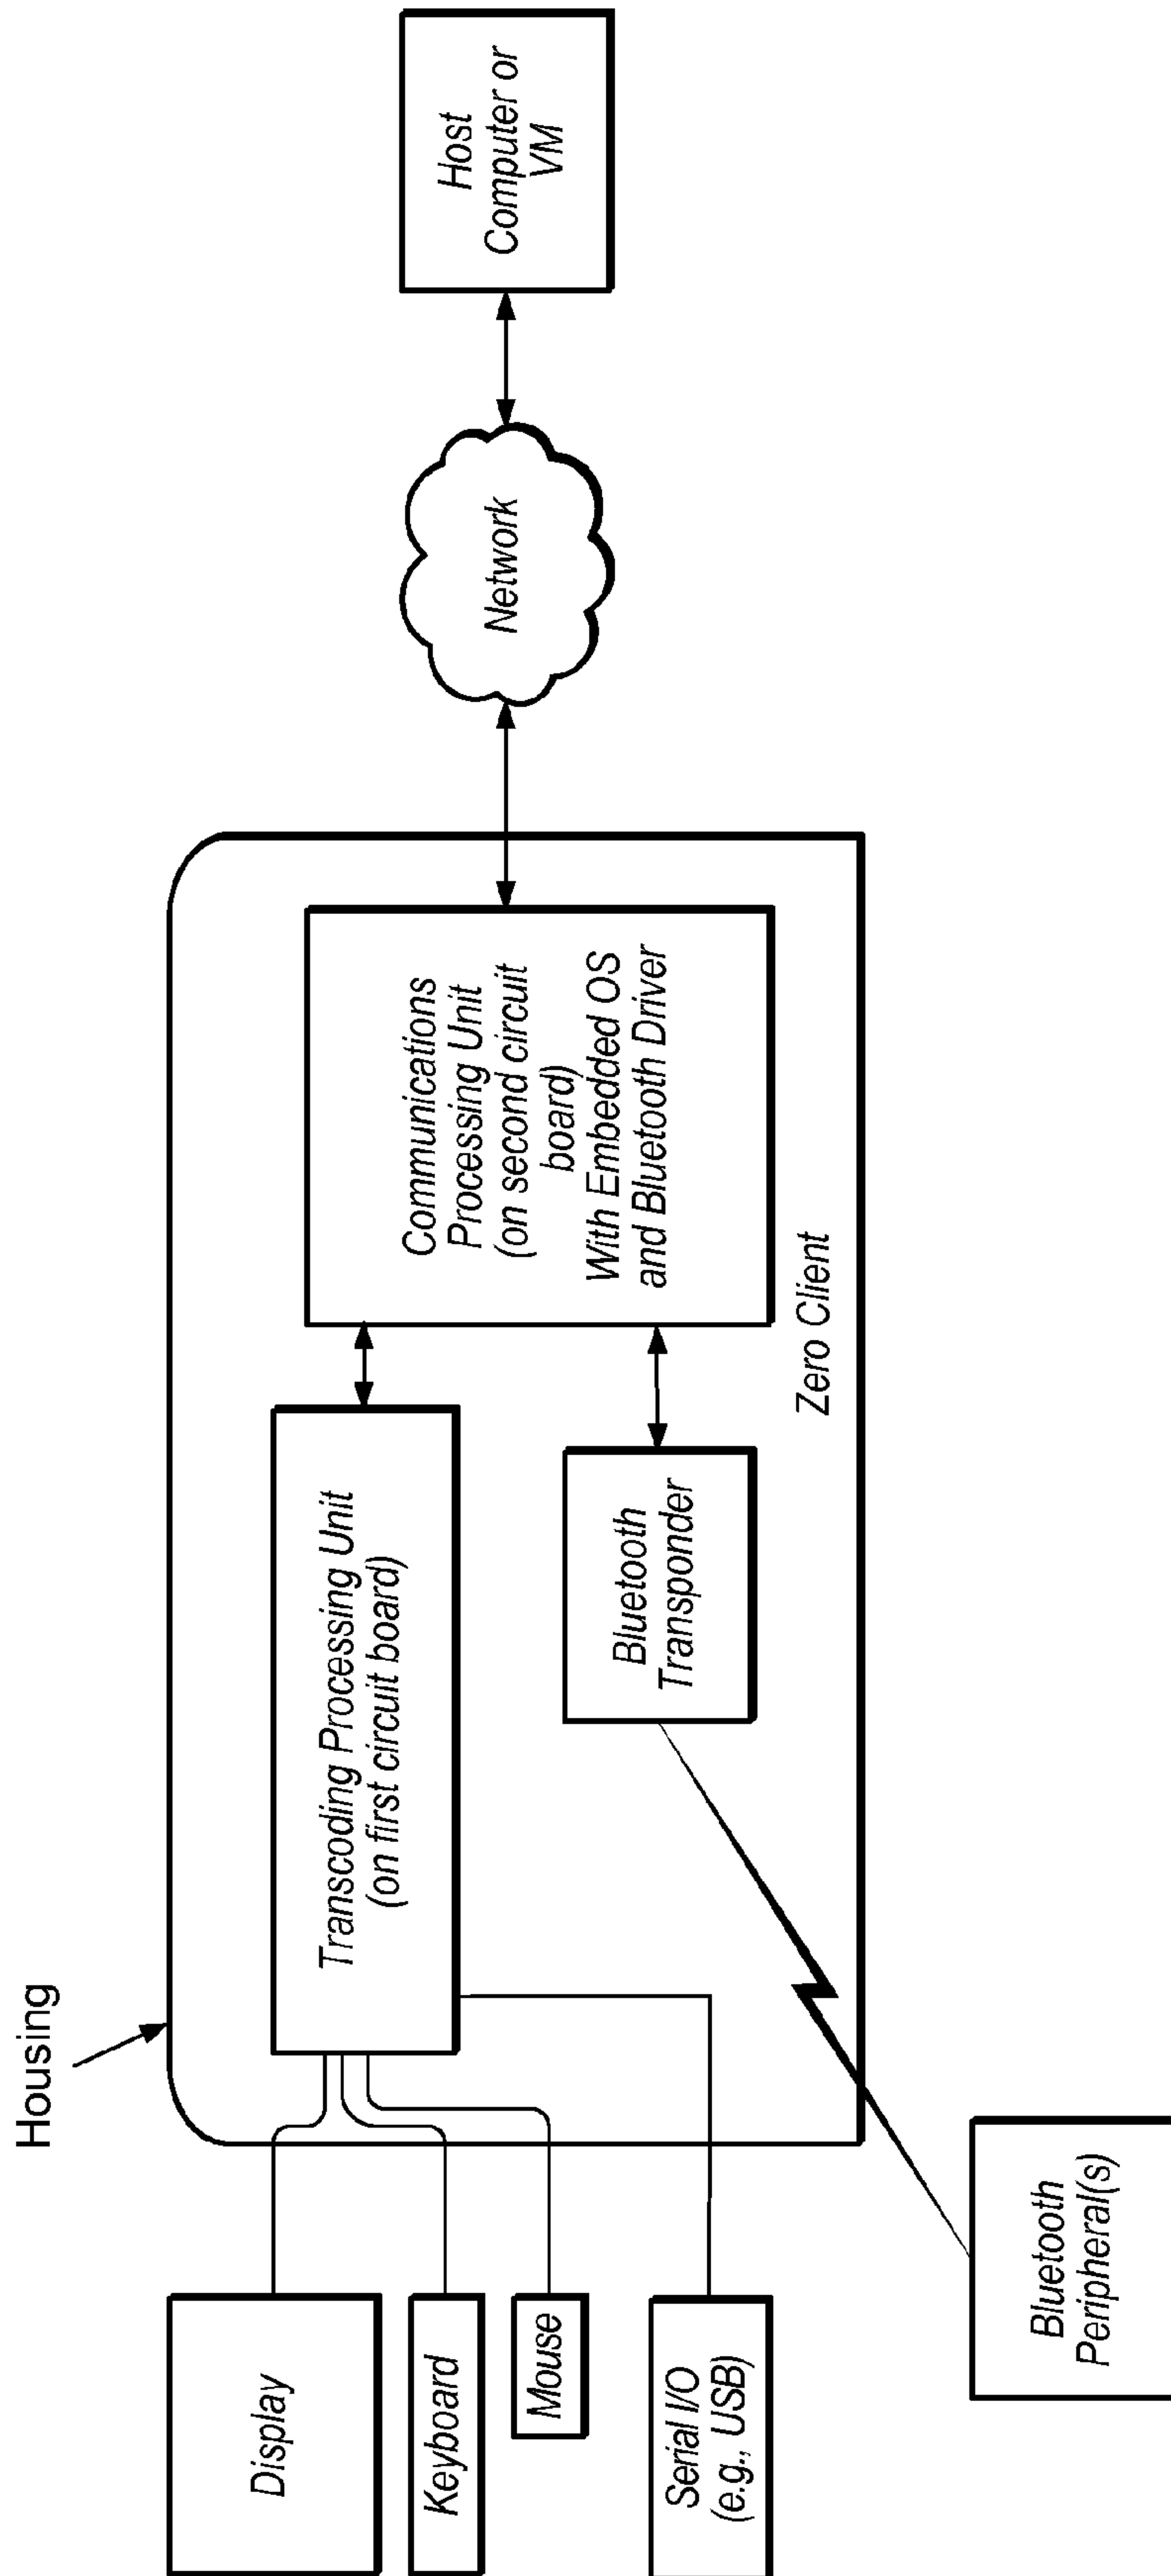 Housing
Display
Keyboard
Mouse
Serial I/O
(e.g., USB)
Transcoding Processing Unit
(on first circuit board)
Bluetooth
Transponder
Communications
Processing Unit
(on second circuit
board)
With Embedded OS
and Bluetooth Driver
Zero Client
Network
Host
Computer or
VM
Bluetooth
Peripheral(s)